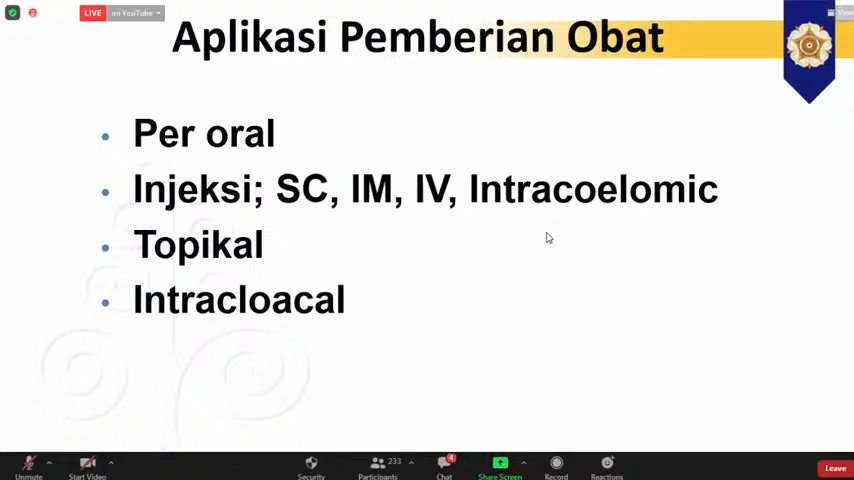 LIVE on YouTube
View
Aplikasi Pemberian Obat
• Per oral
• Injeksi; SC, IM, IV, Intracoelomic
• Topikal
• Intracloacal
Unmute
Start Video
Security
233
Participants
4
Chat
Share Screen
Record
Reactions
Leave